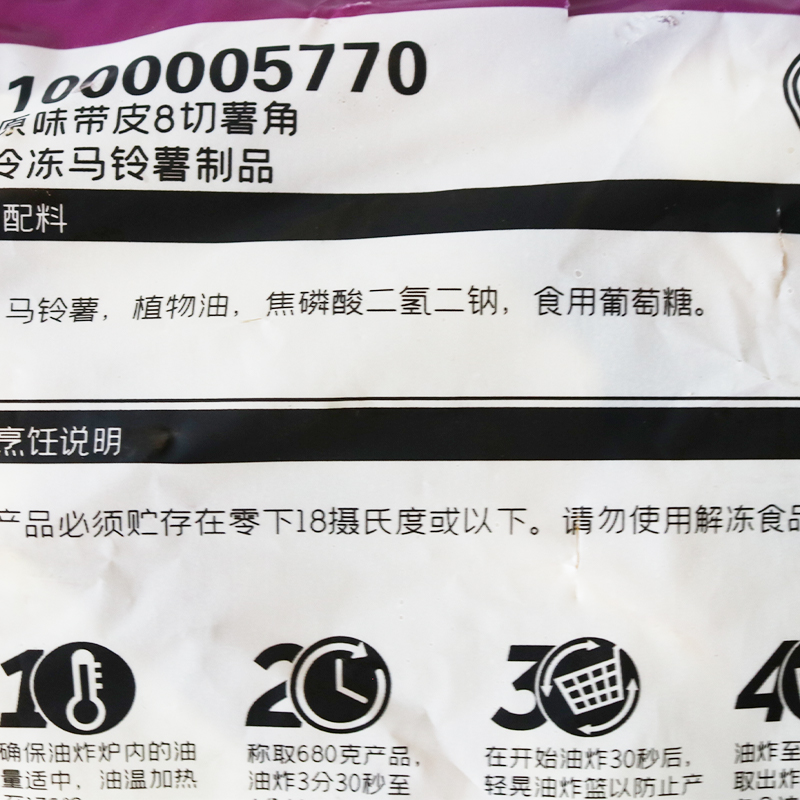 1000005770
原味带皮8切薯角
冷冻马铃薯制品
配料
马铃薯，植物油，焦磷酸二氢二钠，食用葡萄糖。
烹饪说明
产品必须贮存在零下18摄氏度或以下。请勿使用解冻食品
1
2
3
4
确保油炸炉内的油
量适中，油温加热
称取680克产品，
油炸3分30秒至
在开始油炸30秒后，
轻晃油炸篮以防止产
油炸至
取出炸